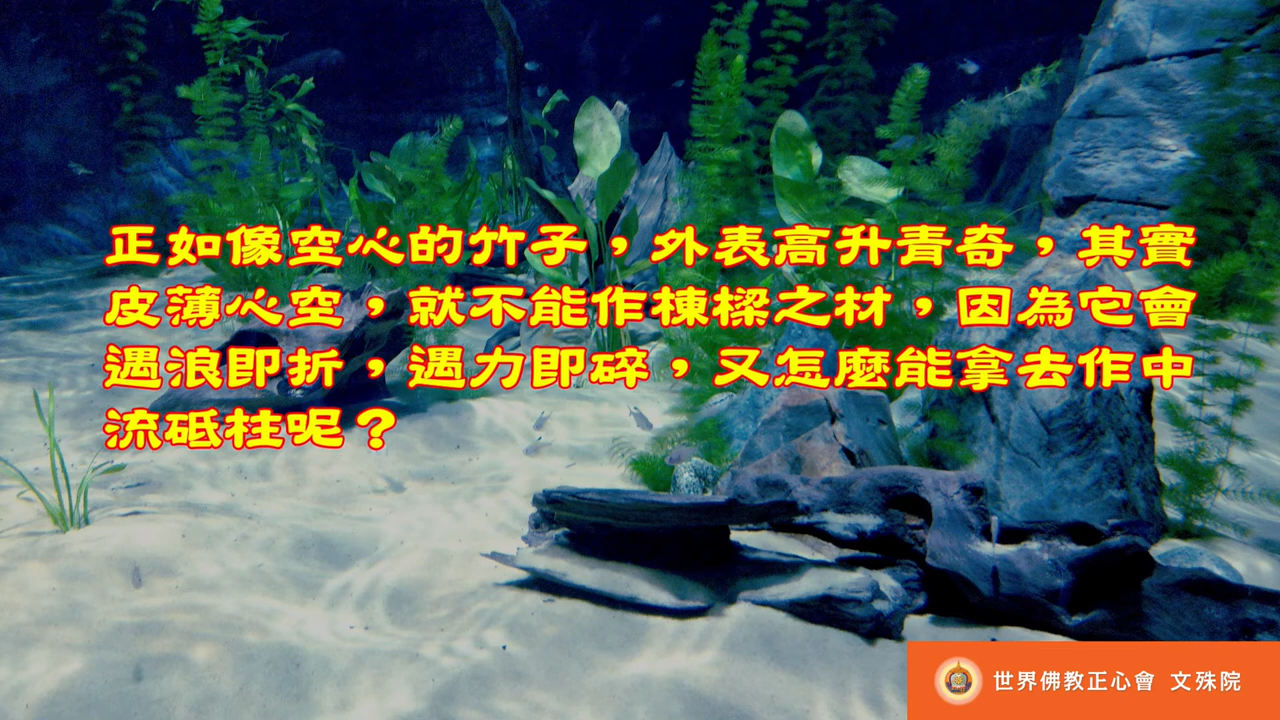 正如像空心的竹子，外表高升青奇，其實
皮薄心空，就不能作棟樑之材，因為它會
遇浪即折，遇力即碎，又怎麼能拿去作中
流砥柱呢？
世界佛教正心會 文殊院